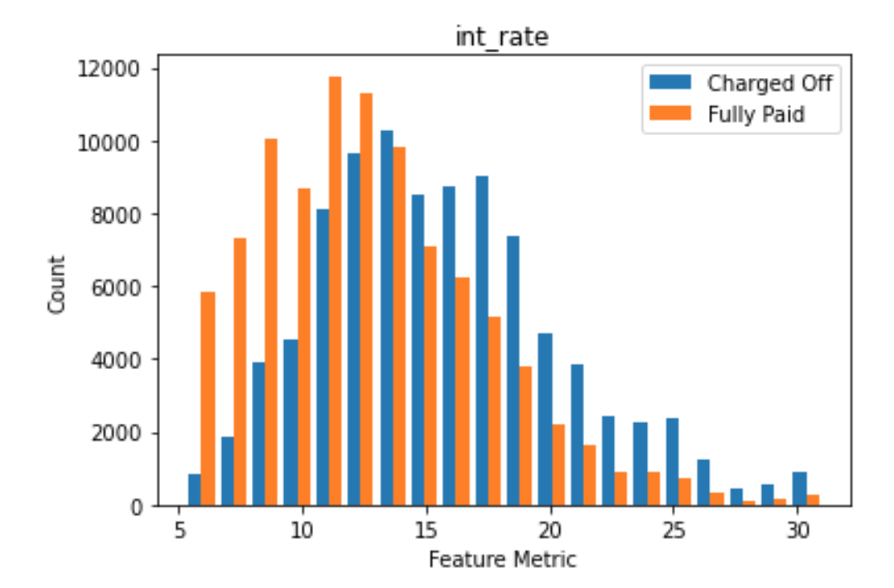 int_rate
12000
10000
8000
6000
4000
2000
0
Count
Charged Off
Fully Paid
5 10 15 20 25 30
Feature Metric